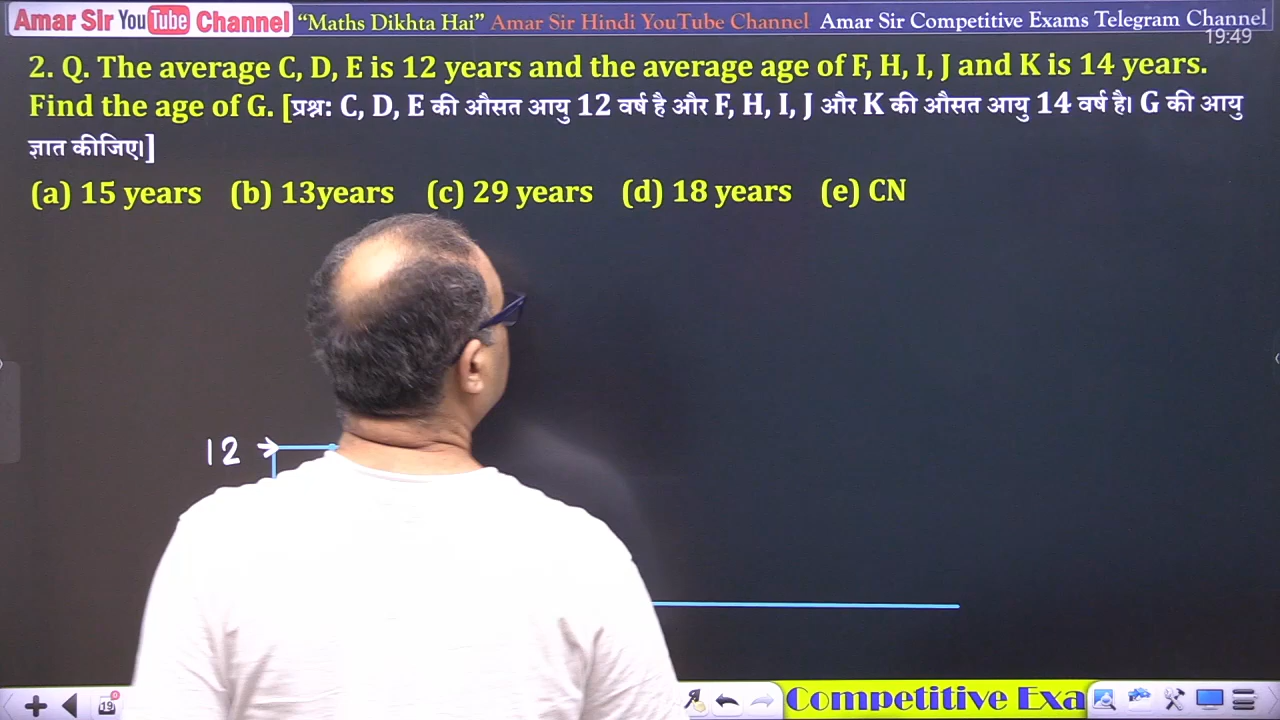 Amar SIr YouTube Channel “Maths Dikhta Hai” Amar Sir Hindi YouTube Channel Amar Sir Competitive Exams Telegram Channel
19:49
2. Q. The average C, D, E is 12 years and the average age of F, H, I, J and K is 14 years.
Find the age of G. [प्रश्न: C, D, E की औसत आयु 12 वर्ष है और F, H, I, J और K की औसत आयु 14 वर्ष है। G की आयु
ज्ञात कीजिए।]
(a) 15 years (b) 13years (c) 29 years (d) 18 years (e) CN
12
Competitive Exa